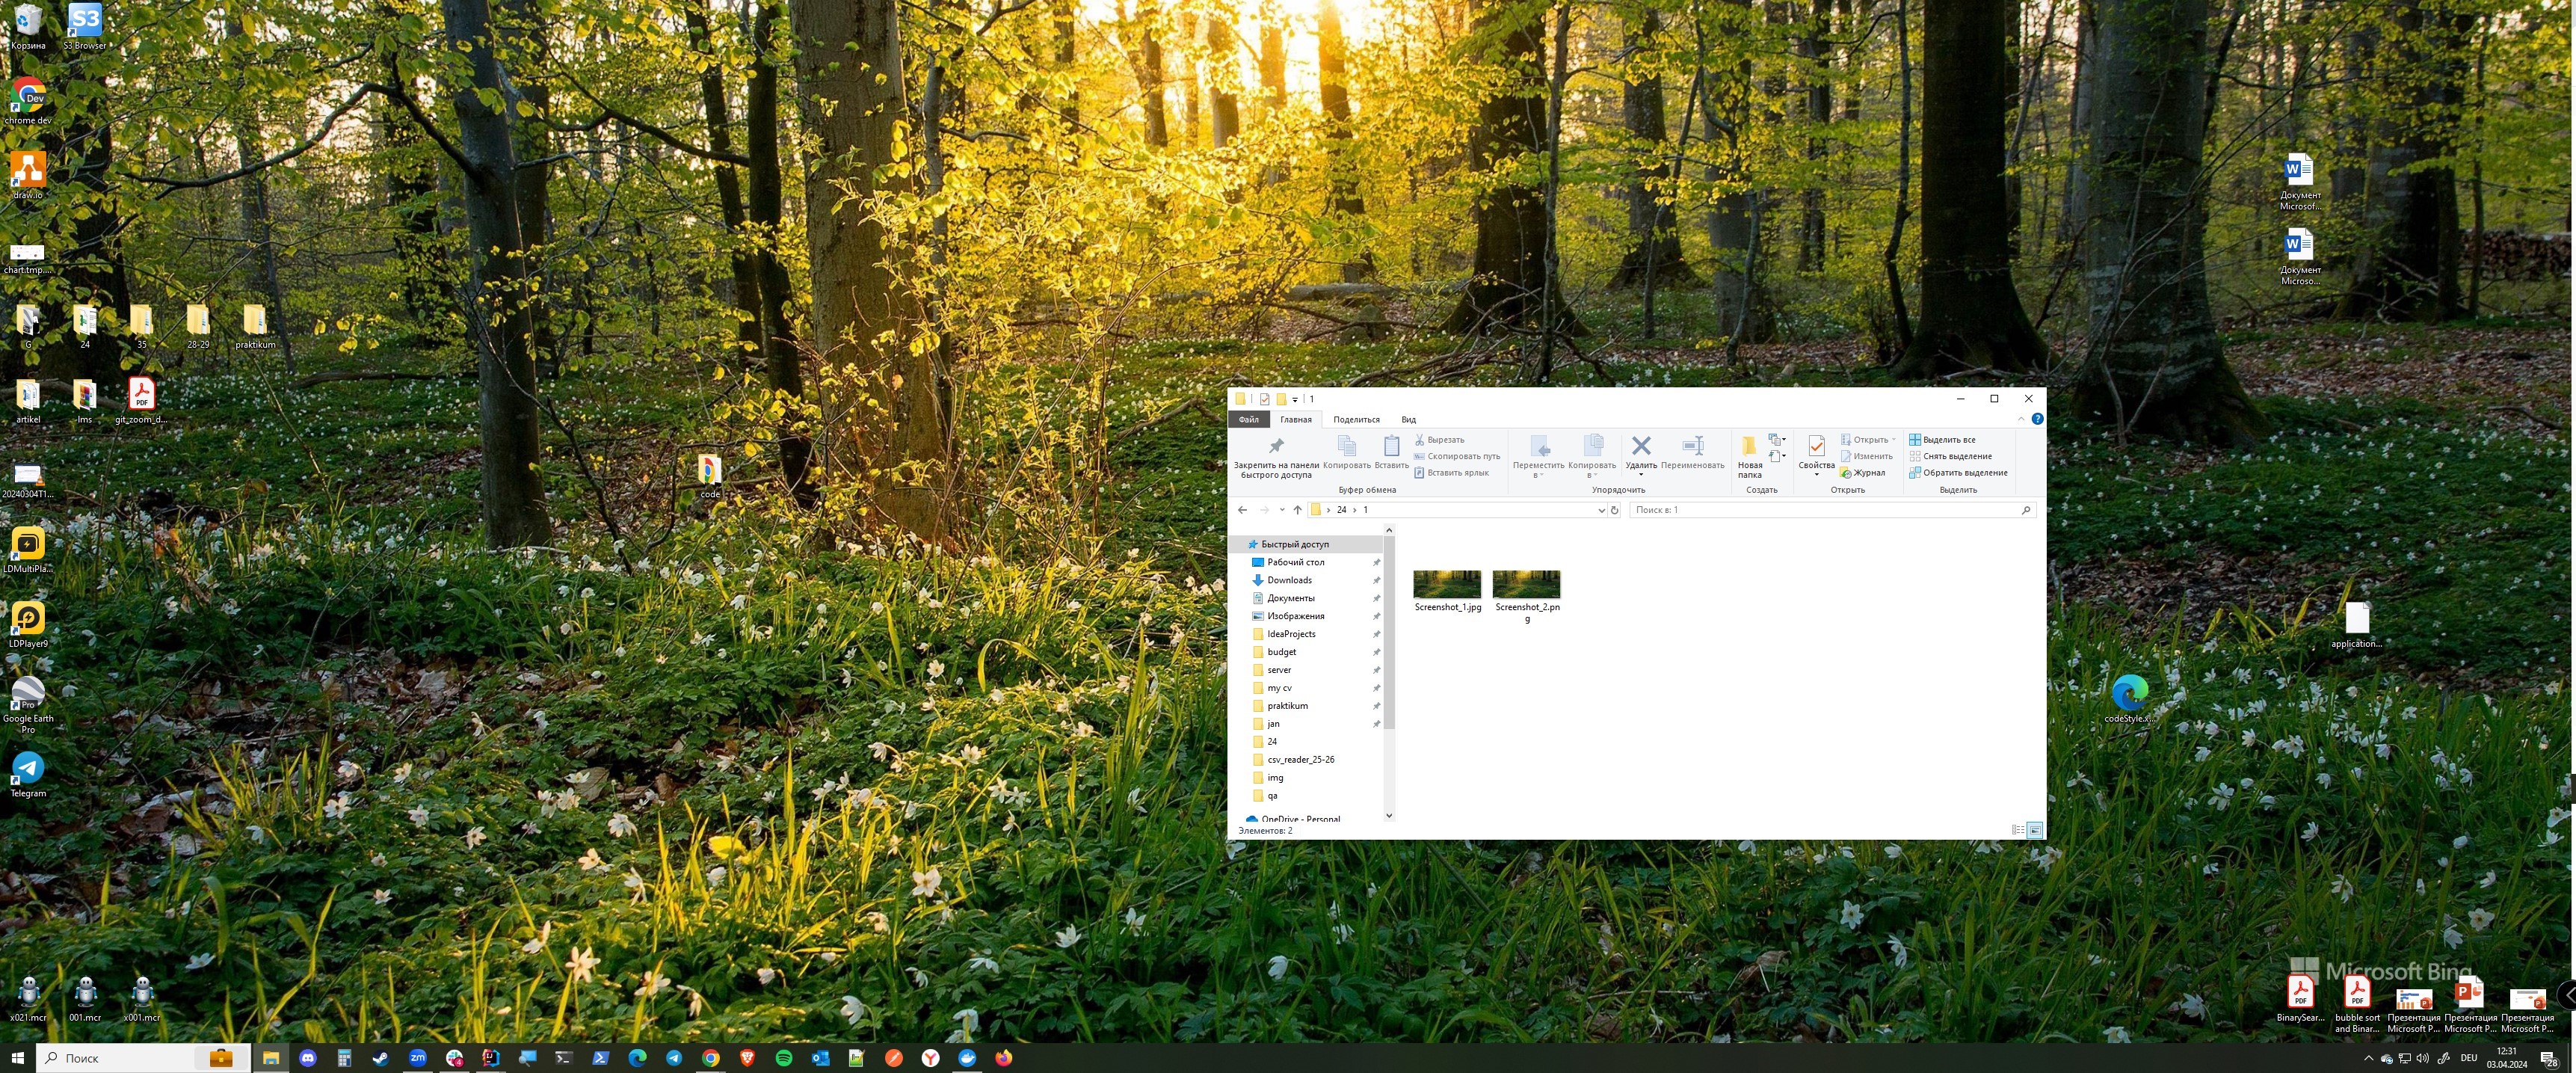 Корзина
S3 Browser
chrome dev
draw.io
chart.tmp....
G
24
35
28-29
praktikum
artikel
lms
git_zoom_d...
20240304T1...
LDMultiPla...
LDPlayer9
Google Earth
Pro
Telegram
x021.mcr
001.mcr
x001.mcr
code
Документ
Microsof...
Документ
Microso...
application...
codeStyle.x...
1
Файл
Главная
Поделиться
Вид
Закрепить на панели
быстрого доступа
Копировать
Вставить
Вырезать
Скопировать путь
Вставить ярлык
Буфер обмена
Переместить
в
Копировать
в
Удалить
Переименовать
Упорядочить
Новая
папка
Создать
Свойства
Открыть
Изменить
Журнал
Открыть
Выделить все
Снять выделение
Обратить выделение
Выделить
24 › 1
Поиск в: 1
Быстрый доступ
Рабочий стол
Downloads
Документы
Изображения
IdeaProjects
budget
server
my cv
praktikum
jan
24
csv_reader_25-26
img
qa
OneDrive - Personal
Screenshot_1.jpg
Screenshot_2.pn
g
Элементов: 2
Microsoft Bing
BinarySear...
bubble sort
and Binar...
Презентация
Microsoft P...
Презентация
Microsoft P...
Презентация
Microsoft P...
Поиск
DEU
12:31
03.04.2024
28